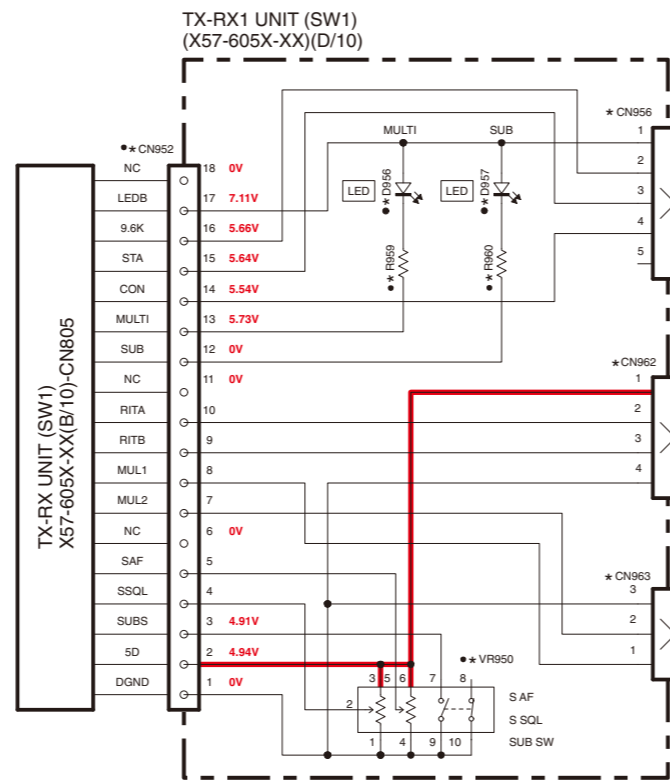 TX-RX1 UNIT (SW1)
(X57-605X-XX)(D/10)
●★CN952
TX-RX UNIT (SW1)
X57-605X-XX(B/10)-CN805
NC 18 0V
LEDB 17 7.11V
9.6K 16 5.66V
STA 15 5.64V
CON 14 5.54V
MULTI 13 5.73V
SUB 12 0V
NC 11 0V
RITA 10
RITB 9
MUL1 8
MUL2 7
NC 6 0V
SAF 5
SSQL 4
SUBS 3 4.91V
5D 2 4.94V
DGND 1 0V
MULTI
SUB
LED
●★D956
LED
●★D957
●★R959
●★R960
★CN956
1
2
3
4
5
★CN962
1
2
3
4
★CN963
3
2
1
●★VR950
3 5 6 7 8
2
1 4 9 10
S AF
S SQL
SUB SW